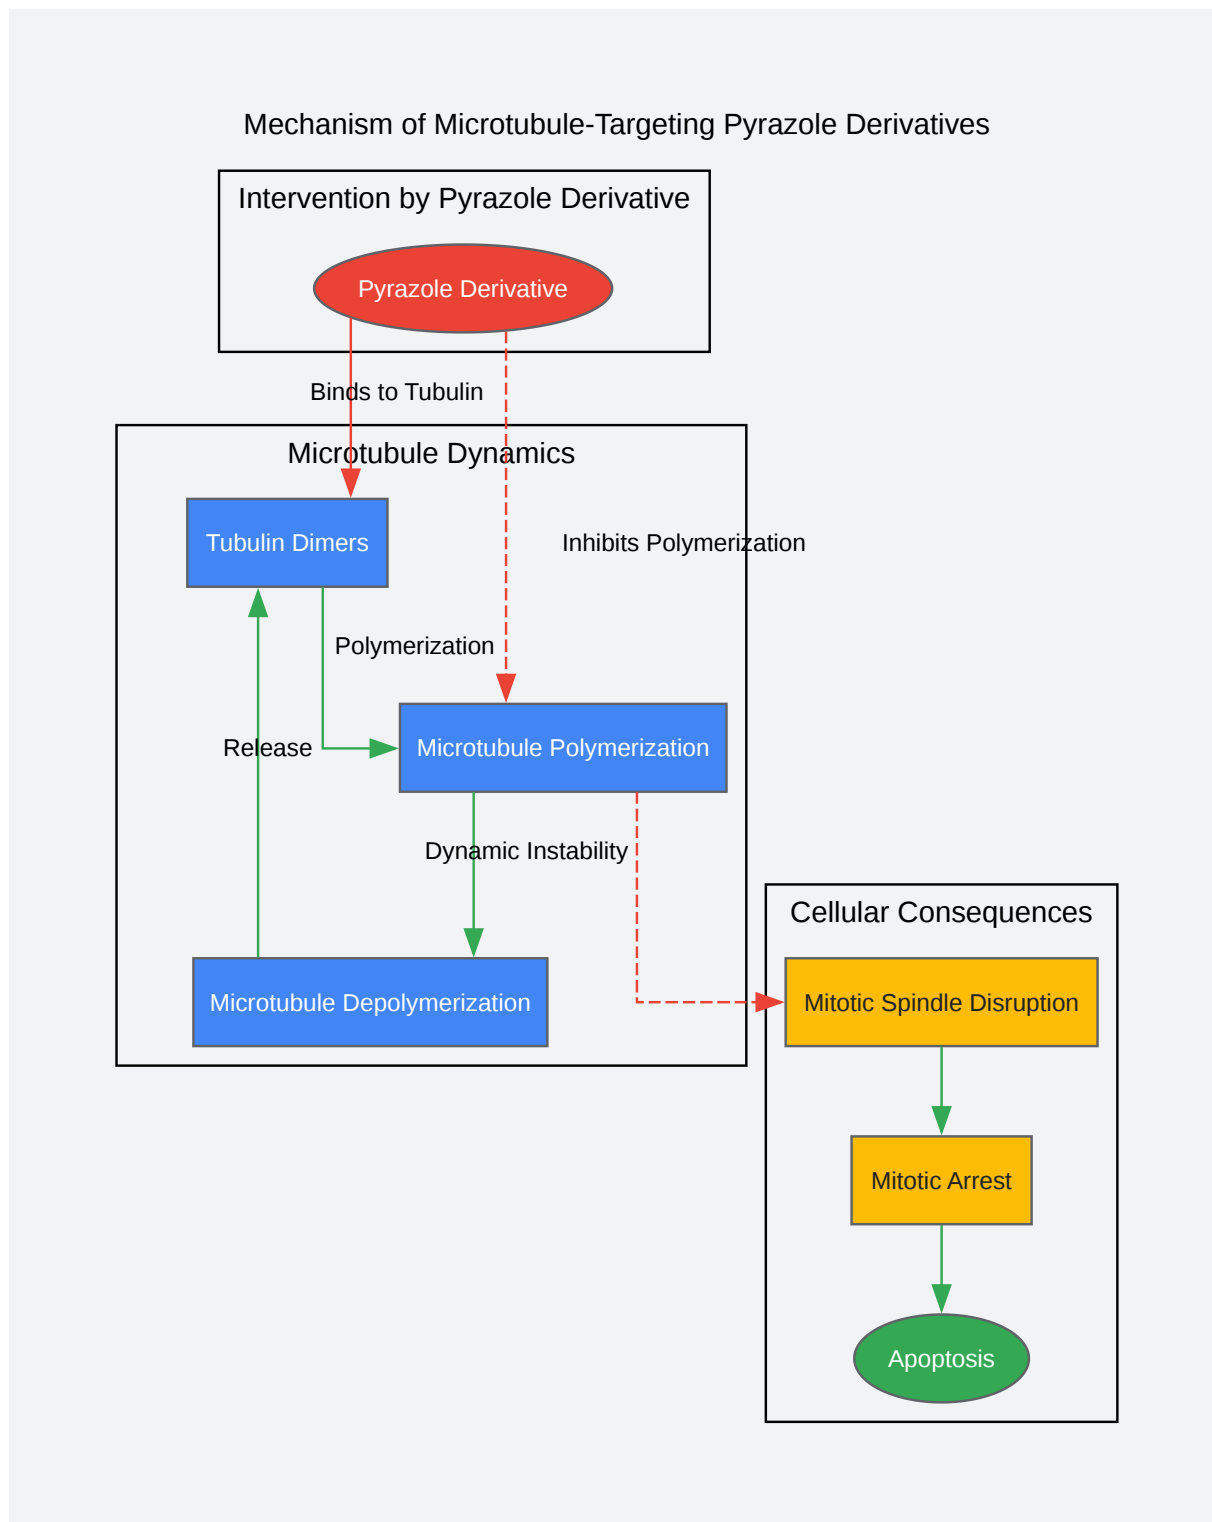 Mechanism of Microtubule-Targeting Pyrazole Derivatives
Intervention by Pyrazole Derivative
Pyrazole Derivative
Binds to Tubulin
Microtubule Dynamics
Tubulin Dimers
Inhibits Polymerization
Polymerization
Release
Microtubule Polymerization
Dynamic Instability
Microtubule Depolymerization
Cellular Consequences
Mitotic Spindle Disruption
Mitotic Arrest
Apoptosis